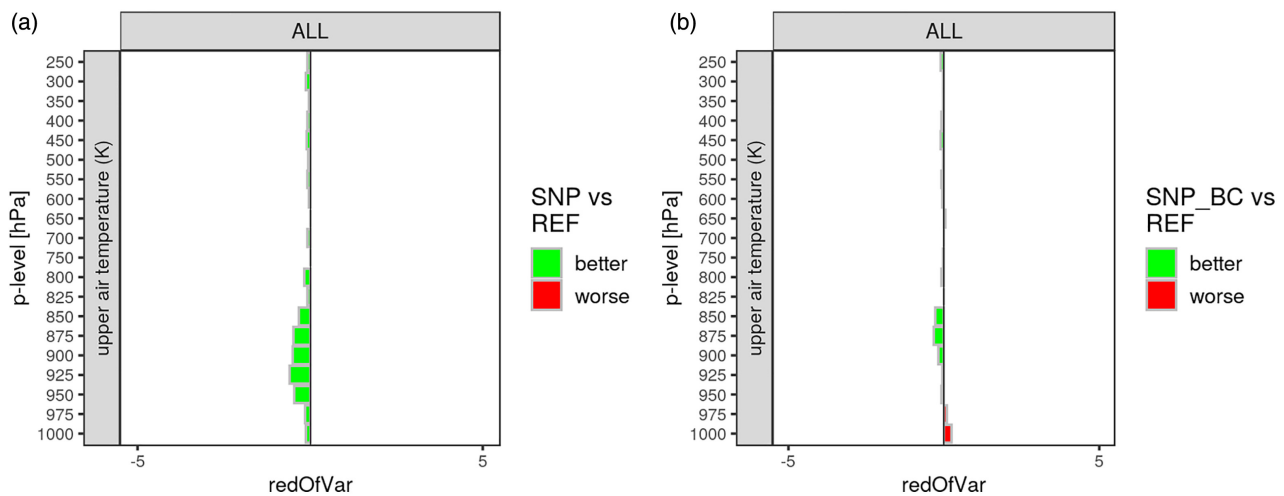 (a)
ALL
upper air temperature (K)
p-level [hPa]
250
300
350
400
450
500
550
600
650
700
750
800
825
850
875
900
925
950
975
1000
-5
5
redOfVar
SNP vs
REF
better
worse
(b)
ALL
upper air temperature (K)
p-level [hPa]
250
300
350
400
450
500
550
600
650
700
750
800
825
850
875
900
925
950
975
1000
-5
5
redOfVar
SNP_BC vs
REF
better
worse